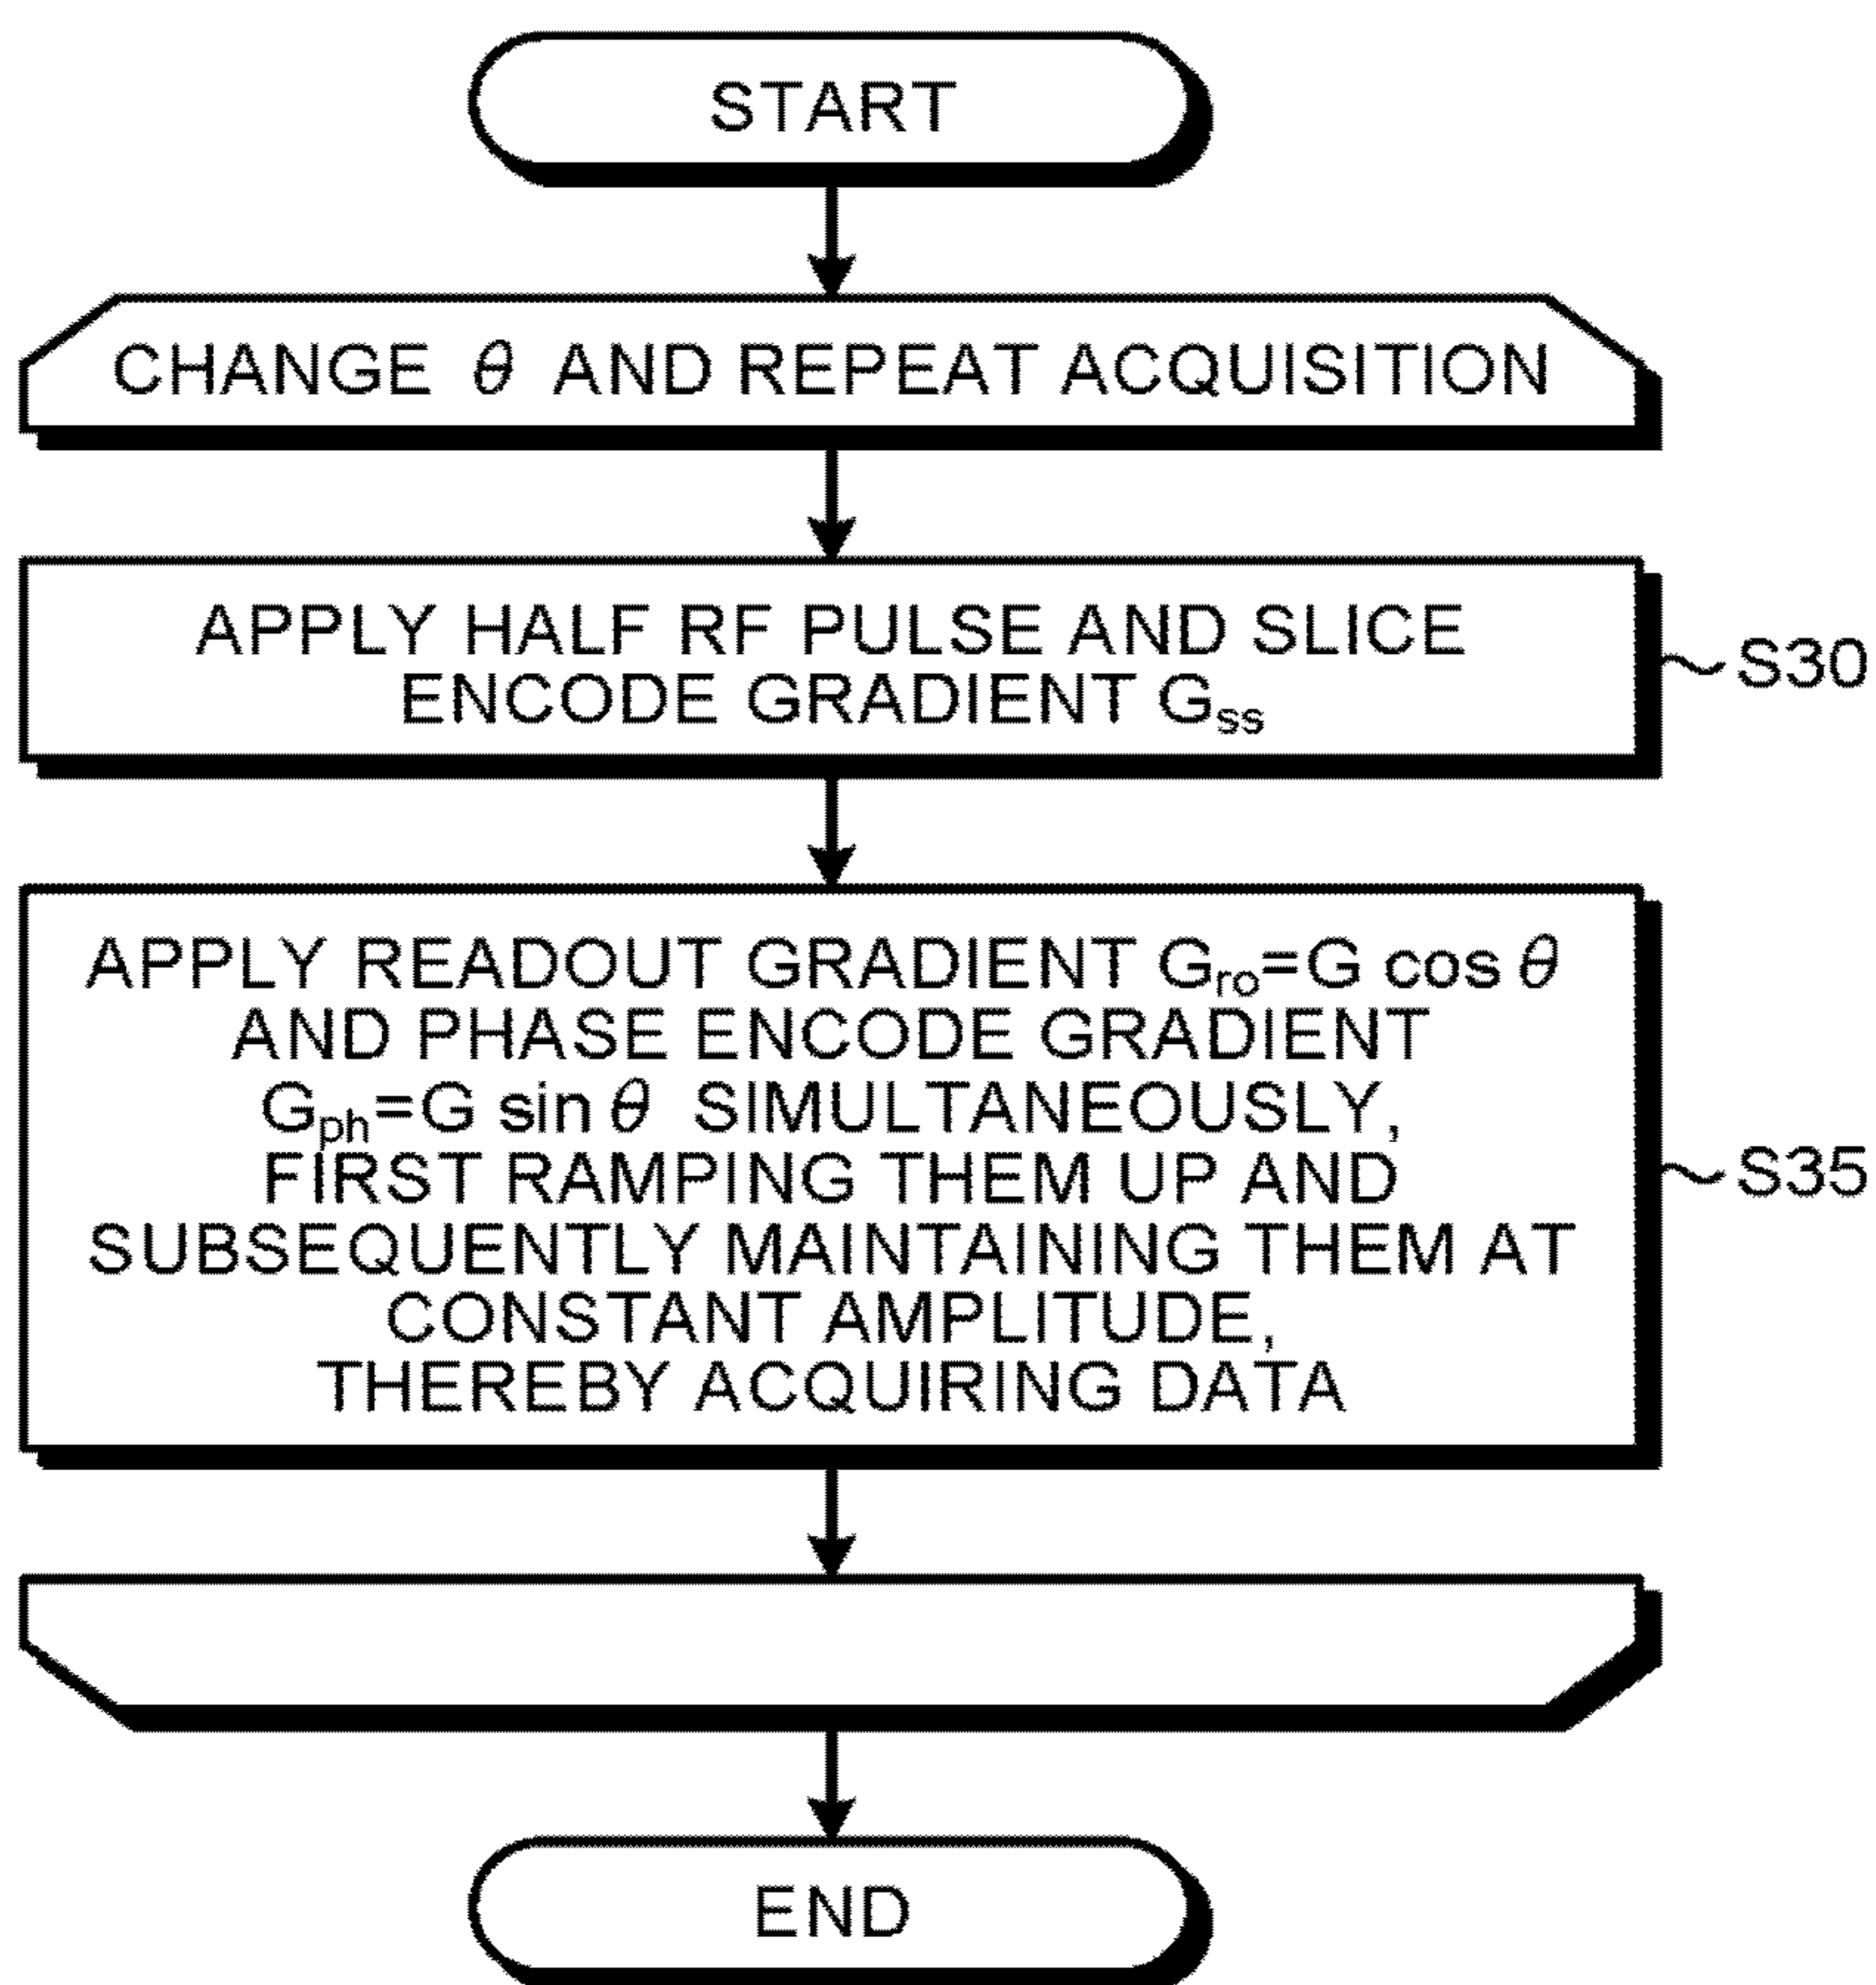 START
CHANGE θ AND REPEAT ACQUISITION
APPLY HALF RF PULSE AND SLICE
ENCODE GRADIENT Gss
S30
APPLY READOUT GRADIENT Gro=G cos θ
AND PHASE ENCODE GRADIENT
Gph=G sin θ SIMULTANEOUSLY,
FIRST RAMPING THEM UP AND
SUBSEQUENTLY MAINTAINING THEM AT
CONSTANT AMPLITUDE,
THEREBY ACQUIRING DATA
S35
END